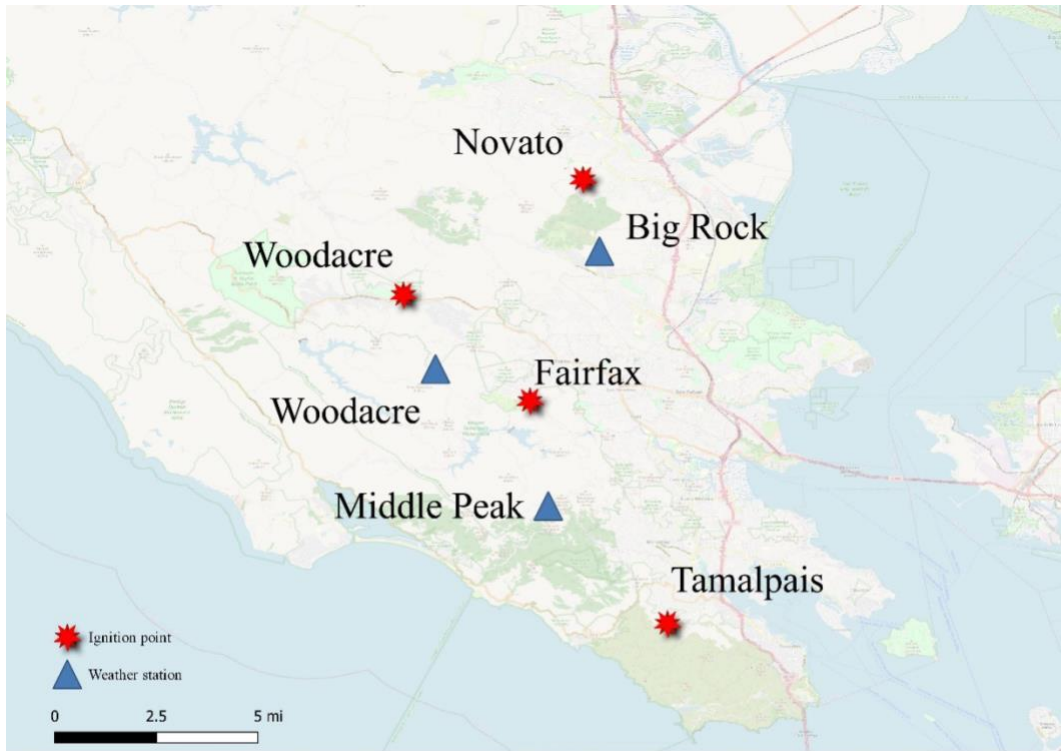 Novato
Big Rock
Woodacre
Fairfax
Woodacre
Middle Peak
Tamalpais
Ignition point
Weather station
0 2.5 5 mi